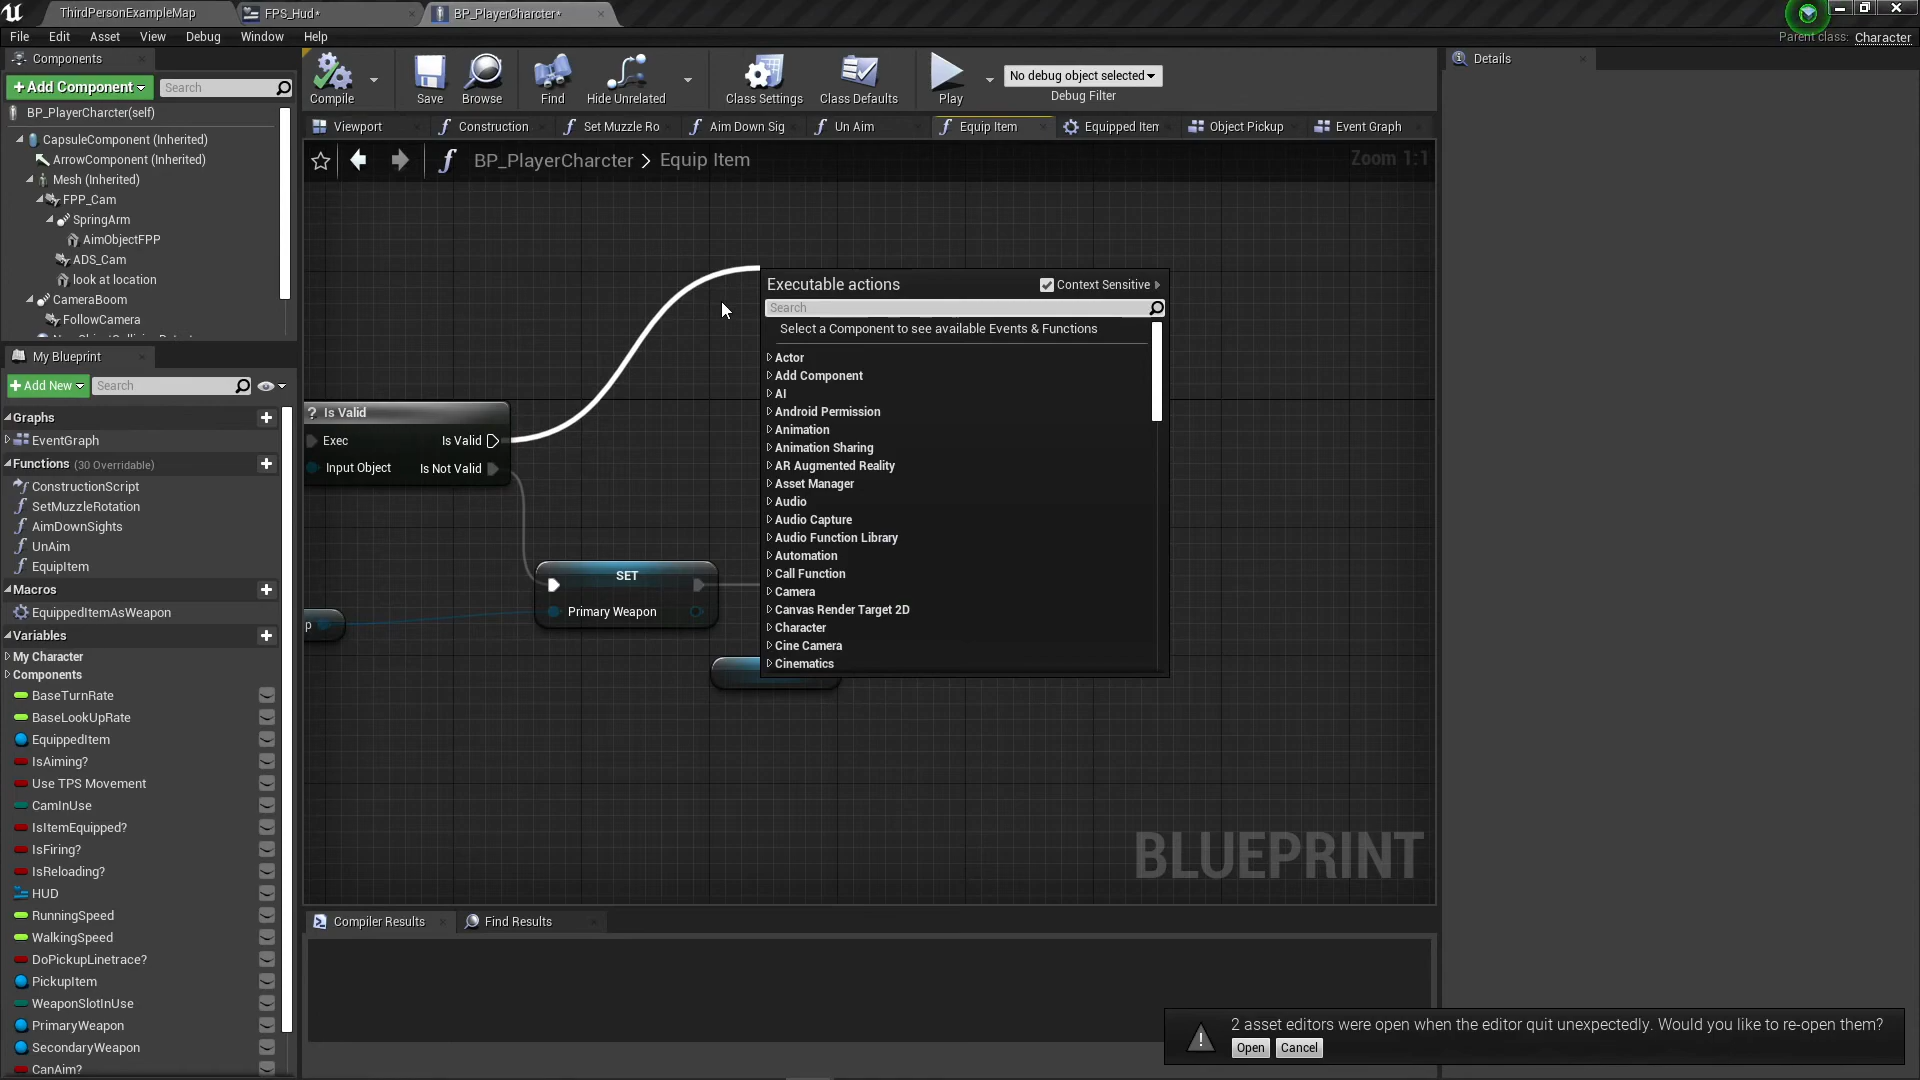 ThirdPersonExampleMap
FPS_Hud*
BP_PlayerCharcter*
File Edit Asset View Debug Window Help
Parent class: Character
Components
+Add Component
Search
BP_PlayerCharcter(self)
CapsuleComponent (Inherited)
ArrowComponent (Inherited)
Mesh (Inherited)
FPP_Cam
SpringArm
AimObjectFPP
ADS_Cam
look at location
CameraBoom
FollowCamera
Compile
Save
Browse
Find
Hide Unrelated
Class Settings
Class Defaults
Play
No debug object selected
Debug Filter
Details
Viewport
Construction
Set Muzzle Ro
Aim Down Sig
Un Aim
Equip Item
Equipped Iten
Object Pickup
Event Graph
BP_PlayerCharcter > Equip Item
Zoom 1:1
My Blueprint
+Add New
Search
Graphs
EventGraph
Functions (30 Overridable)
ConstructionScript
SetMuzzleRotation
AimDownSights
UnAim
EquipItem
Macros
EquippedItemAsWeapon
Variables
My Character
Components
BaseTurnRate
BaseLookUpRate
EquippedItem
IsAiming?
Use TPS Movement
CamInUse
IsItemEquipped?
IsFiring?
IsReloading?
HUD
RunningSpeed
WalkingSpeed
DoPickupLinetrace?
PickupItem
WeaponSlotInUse
PrimaryWeapon
SecondaryWeapon
CanAim?
? Is Valid
Exec
Is Valid
Input Object
Is Not Valid
p
SET
Primary Weapon
Executable actions
Context Sensitive
Search
Select a Component to see available Events & Functions
Actor
Add Component
AI
Android Permission
Animation
Animation Sharing
AR Augmented Reality
Asset Manager
Audio
Audio Capture
Audio Function Library
Automation
Call Function
Camera
Canvas Render Target 2D
Character
Cine Camera
Cinematics
BLUEPRINT
Compiler Results
Find Results
2 asset editors were open when the editor quit unexpectedly. Would you like to re-open them?
Open
Cancel